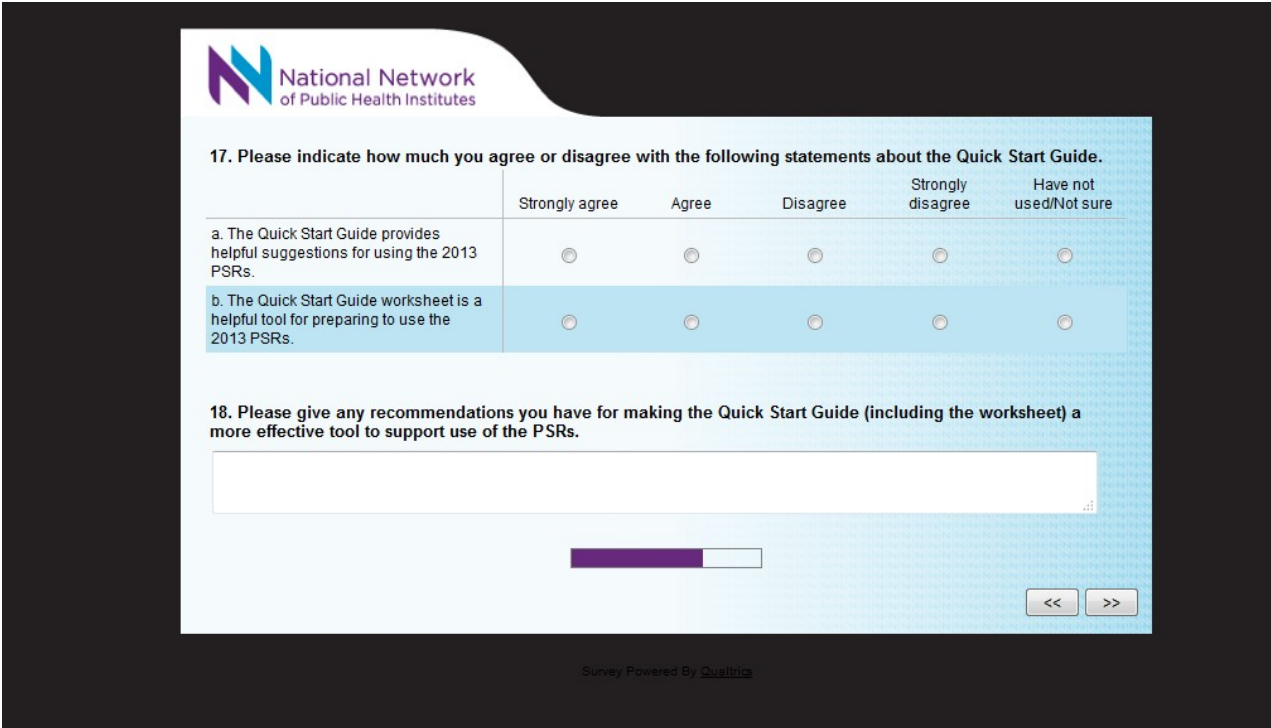 National Network
of Public Health Institutes
17. Please indicate how much you agree or disagree with the following statements about the Quick Start Guide.
Strongly agree Agree Disagree Strongly disagree Have not used/Not sure
a. The Quick Start Guide provides
helpful suggestions for using the 2013
PSRs.
b. The Quick Start Guide worksheet is a
helpful tool for preparing to use the
2013 PSRs.
18. Please give any recommendations you have for making the Quick Start Guide (including the worksheet) a
more effective tool to support use of the PSRs.
<< >>
Survey Powered By Qualtrics